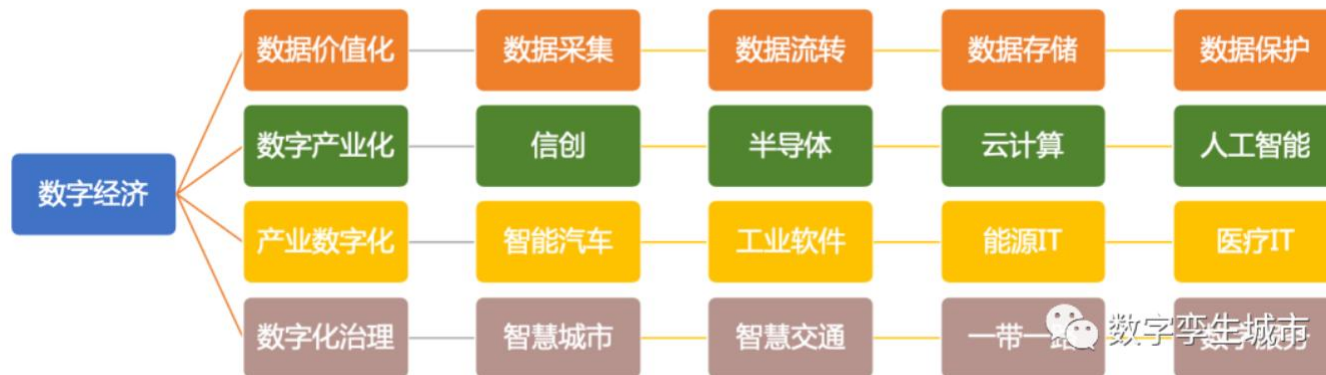 数据价值化 数据采集 数据流转 数据存储 数据保护
数字产业化 信创 半导体 云计算 人工智能
数字经济
产业数字化 智能汽车 工业软件 能源IT 医疗IT
数字化治理 智慧城市 智慧交通 一带一路
数字孪生城市